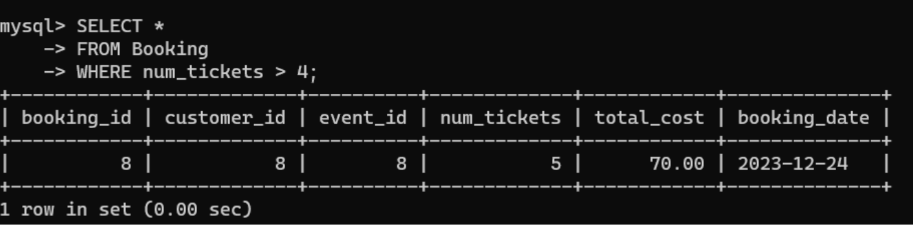 mysql> SELECT *
    -> FROM Booking
    -> WHERE num_tickets > 4;
+------------+-------------+----------+-------------+------------+--------------+
| booking_id | customer_id | event_id | num_tickets | total_cost | booking_date |
+------------+-------------+----------+-------------+------------+--------------+
|          8 |           8 |        8 |           5 |      70.00 | 2023-12-24   |
+------------+-------------+----------+-------------+------------+--------------+
1 row in set (0.00 sec)